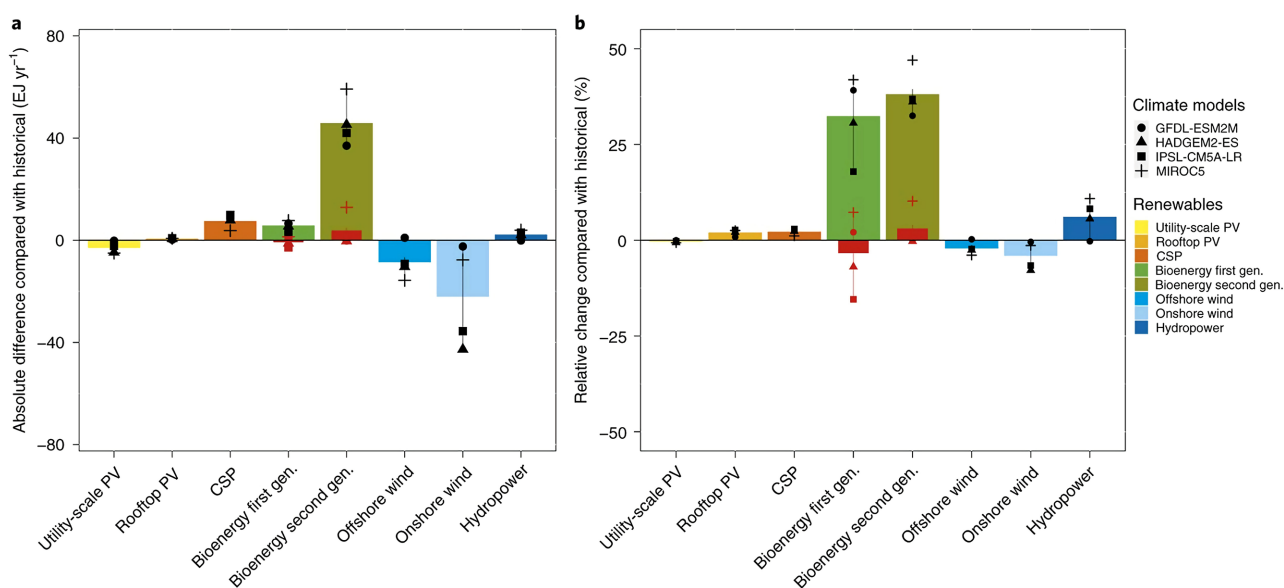 a
Absolute difference compared with historical (EJ yr⁻¹)
80
40
0
−40
−80
Utility-scale PV
Rooftop PV
CSP
Bioenergy first gen.
Bioenergy second gen.
Offshore wind
Onshore wind
Hydropower
b
Relative change compared with historical (%)
50
25
0
−25
−50
Utility-scale PV
Rooftop PV
CSP
Bioenergy first gen.
Bioenergy second gen.
Offshore wind
Onshore wind
Hydropower
Climate models
GFDL-ESM2M
HADGEM2-ES
IPSL-CM5A-LR
MIROC5
Renewables
Utility-scale PV
Rooftop PV
CSP
Bioenergy first gen.
Bioenergy second gen.
Offshore wind
Onshore wind
Hydropower